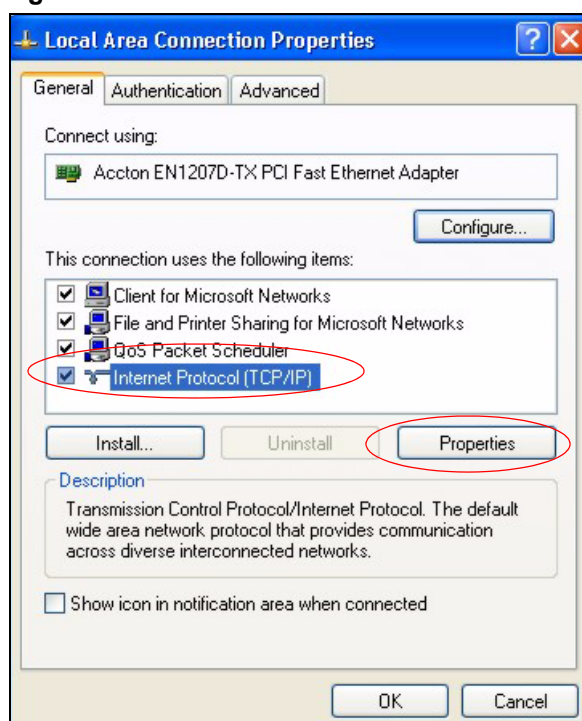 Local Area Connection Properties
General Authentication Advanced
Connect using:
Accton EN1207D-TX PCI Fast Ethernet Adapter
Configure...
This connection uses the following items:
Client for Microsoft Networks
File and Printer Sharing for Microsoft Networks
QoS Packet Scheduler
Internet Protocol (TCP/IP)
Install... Uninstall Properties
Description
Transmission Control Protocol/Internet Protocol. The default
wide area network protocol that provides communication
across diverse interconnected networks.
Show icon in notification area when connected
OK Cancel